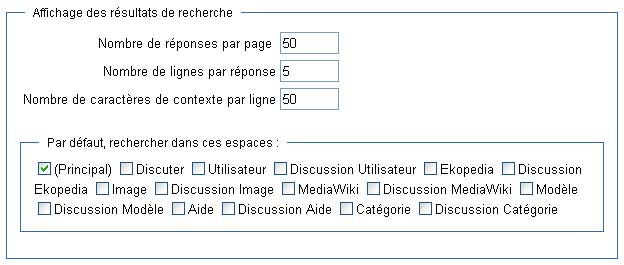 Affichage des résultats de recherche
Nombre de réponses par page 50
Nombre de lignes par réponse 5
Nombre de caractères de contexte par ligne 50
Par défaut, rechercher dans ces espaces :
(Principal) Discuter Utilisateur Discussion Utilisateur Ekopedia Discussion
Ekopedia Image Discussion Image MediaWiki Discussion MediaWiki Modèle
Discussion Modèle Aide Discussion Aide Catégorie Discussion Catégorie